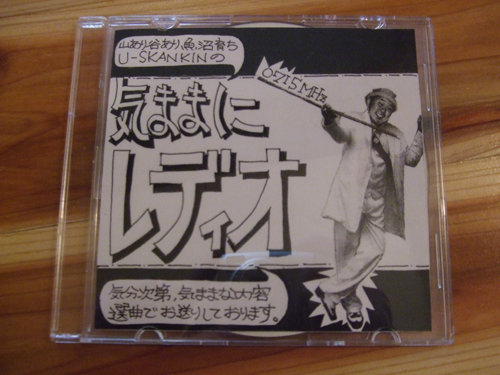 山あり谷あり、魚沼育ち
U-SKANKINの
気ままに
レディオ
0715MHz
気分次第、気ままな内容
選曲でお送りしております。